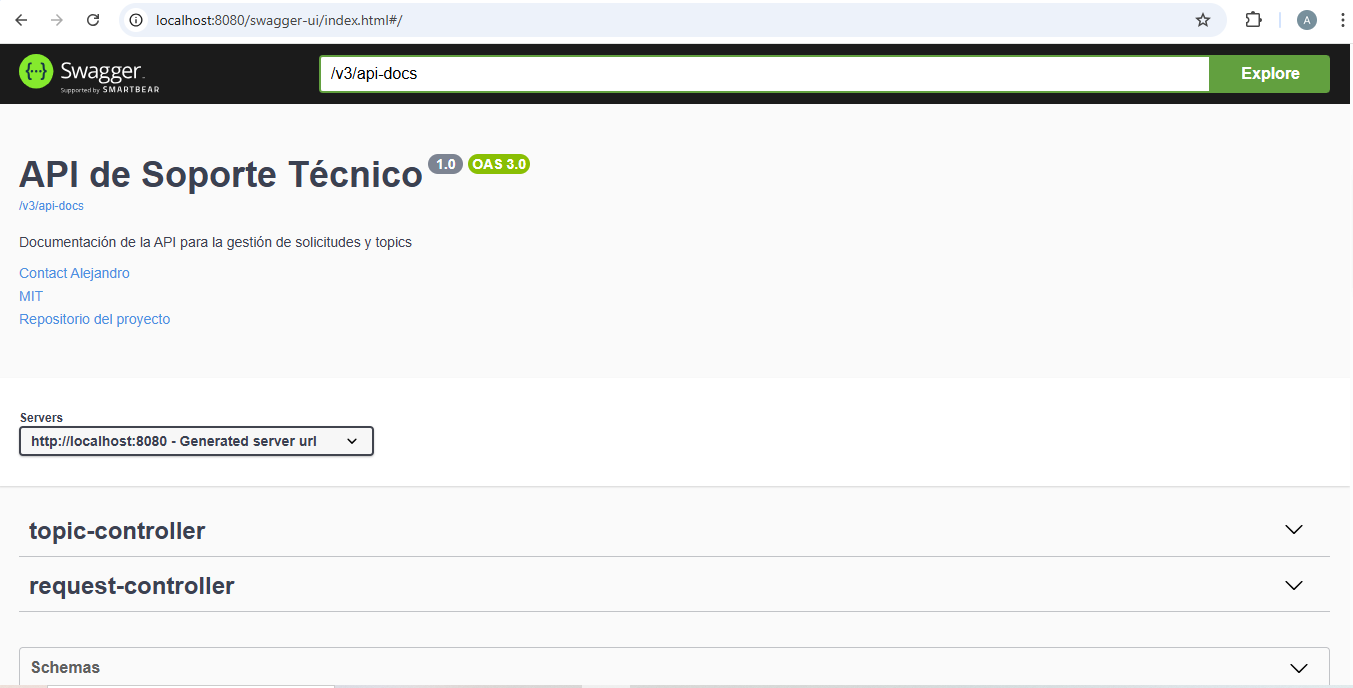 localhost:8080/swagger-ui/index.html#/
A
{...} Swagger.
Supported by SMARTBEAR
/v3/api-docs
Explore
API de Soporte Técnico 1.0 OAS 3.0
/v3/api-docs
Documentación de la API para la gestión de solicitudes y topics
Contact Alejandro
MIT
Repositorio del proyecto
Servers
http://localhost:8080 - Generated server url
topic-controller
request-controller
Schemas